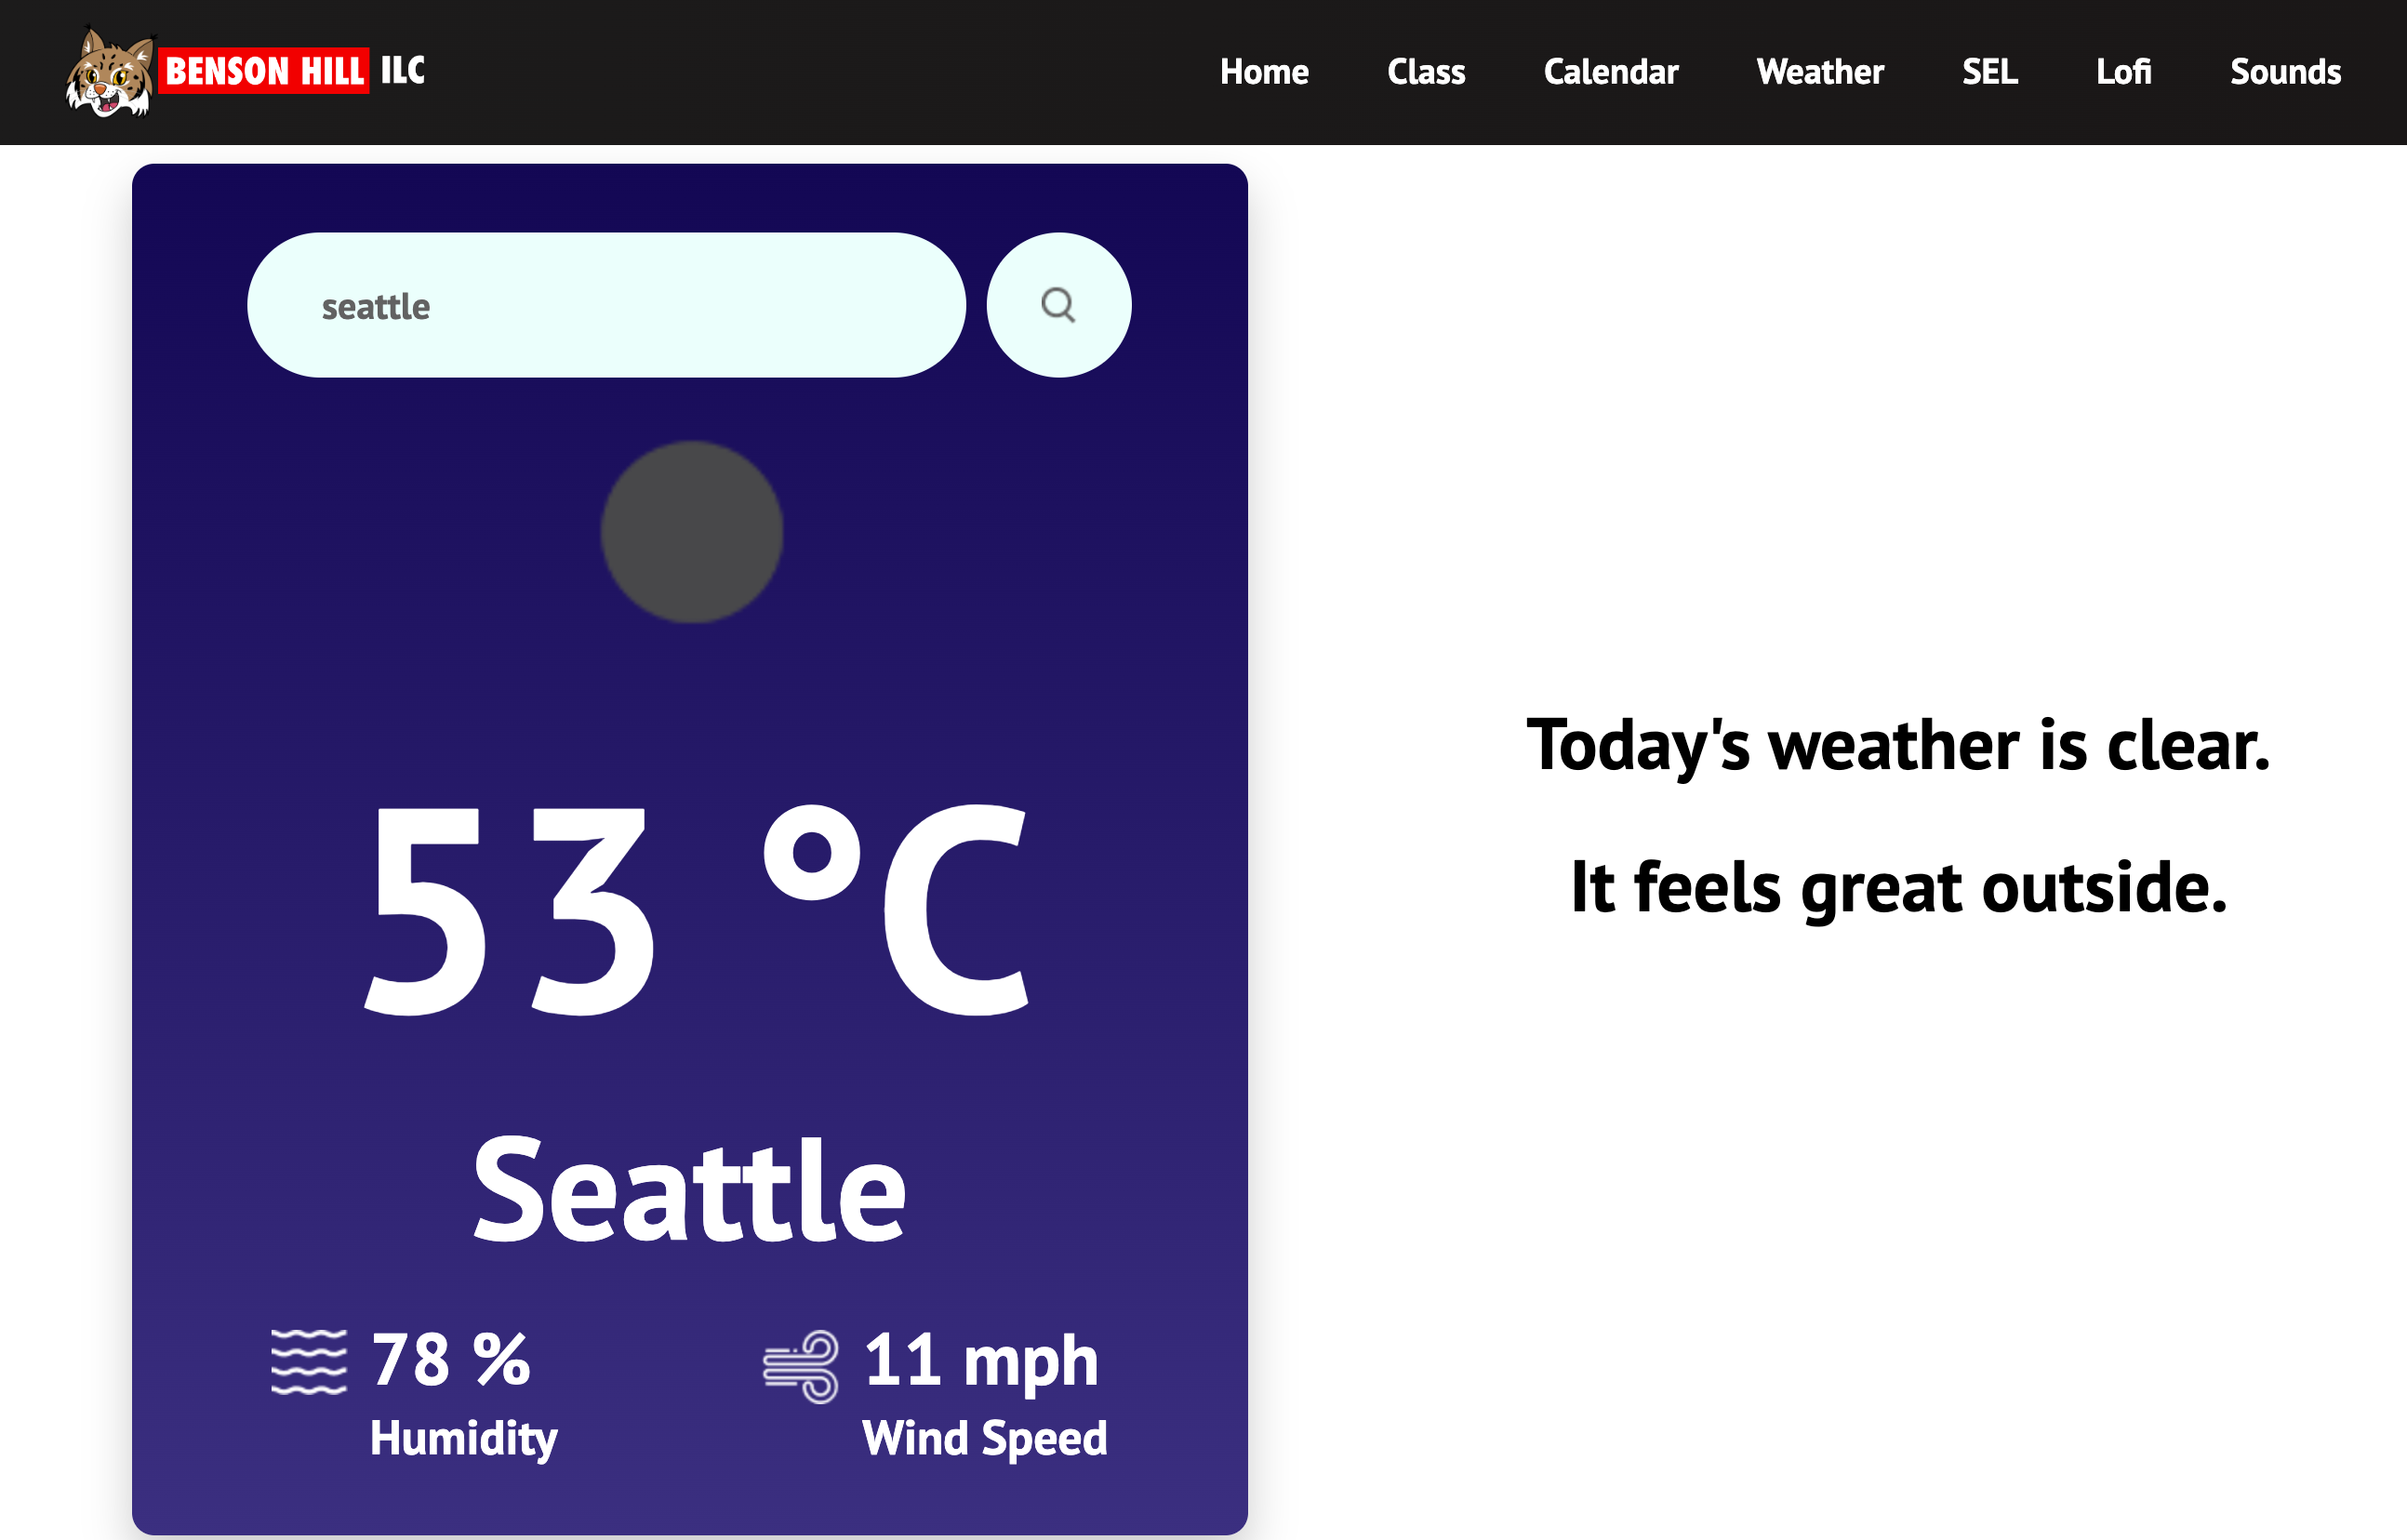 BENSON HILL ILC
Home Class Calendar Weather SEL Lofi Sounds
seattle
53 °C
Seattle
78 %
Humidity
11 mph
Wind Speed
Today's weather is clear.
It feels great outside.